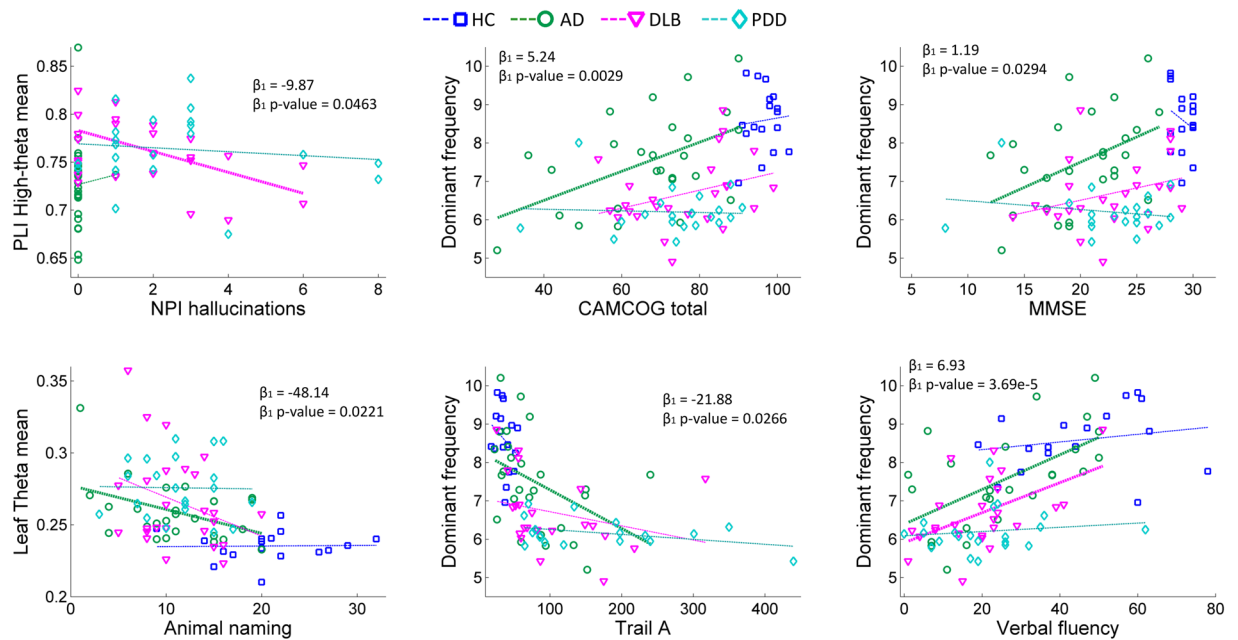 HC AD DLB PDD
β₁ = -9.87
β₁ p-value = 0.0463
PLI High-theta mean
0.85
0.8
0.75
0.7
0.65
0 2 4 6 8
NPI hallucinations
β₁ = 5.24
β₁ p-value = 0.0029
Dominant frequency
10
9
8
7
6
5
40 60 80 100
CAMCOG total
β₁ = 1.19
β₁ p-value = 0.0294
Dominant frequency
10
9
8
7
6
5
5 10 15 20 25 30
MMSE
β₁ = -48.14
β₁ p-value = 0.0221
Leaf Theta mean
0.35
0.3
0.25
0.2
0 10 20 30
Animal naming
β₁ = -21.88
β₁ p-value = 0.0266
Dominant frequency
10
9
8
7
6
5
100 200 300 400
Trail A
β₁ = 6.93
β₁ p-value = 3.69e-5
Dominant frequency
10
9
8
7
6
5
0 20 40 60 80
Verbal fluency